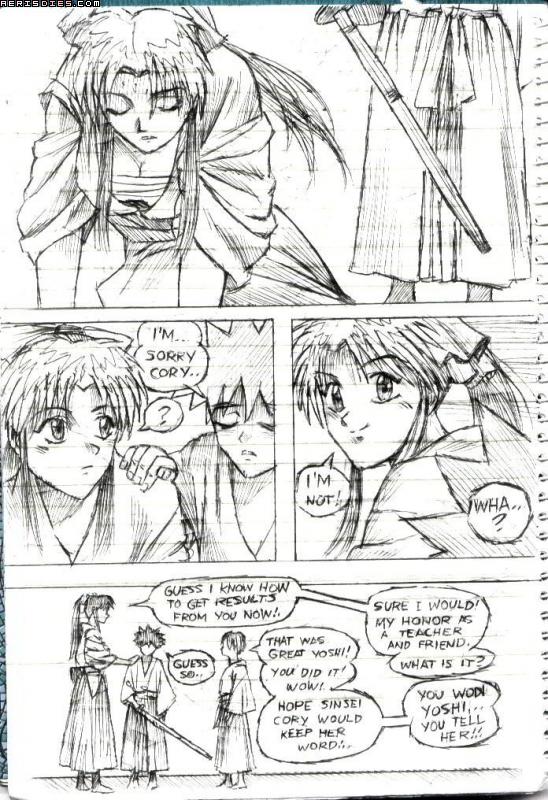 AERISDIES.COM
I'M...
SORRY
CORY...
?
I'M
NOT!
WHA..
?
GUESS I KNOW HOW
TO GET RESULTS
FROM YOU NOW!.
GUESS
SO..
THAT WAS
GREAT YOSHI!
YOU DID IT!
WOW!.
HOPE SINSEI
CORY WOULD
KEEP HER
WORD!..
SURE I WOULD!
MY HONOR AS
A TEACHER
AND FRIEND.
WHAT IS IT?
YOU WON
YOSHI...
YOU TELL
HER!!